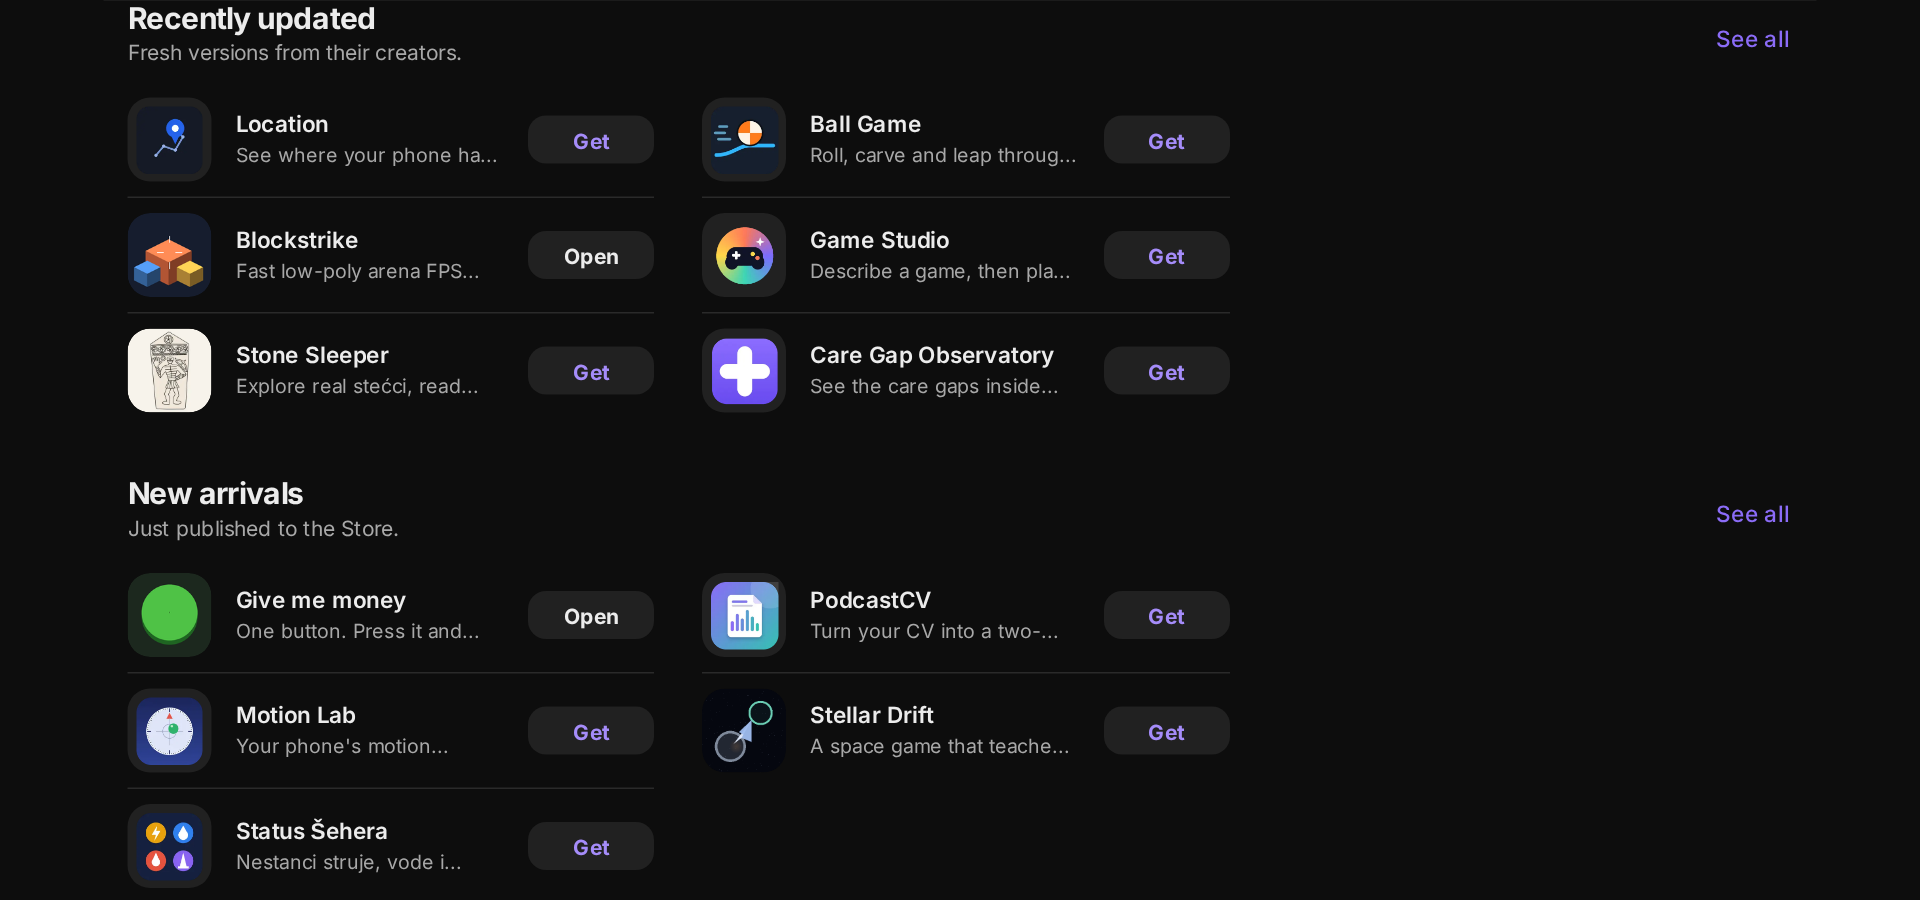 Recently updated
Fresh versions from their creators.
See all
Location
See where your phone ha...
Get
Ball Game
Roll, carve and leap throug...
Get
Blockstrike
Fast low-poly arena FPS...
Open
Game Studio
Describe a game, then pla...
Get
Stone Sleeper
Explore real stećci, read...
Get
Care Gap Observatory
See the care gaps inside...
Get
New arrivals
Just published to the Store.
See all
Give me money
One button. Press it and...
Open
PodcastCV
Turn your CV into a two-...
Get
Motion Lab
Your phone's motion...
Get
Stellar Drift
A space game that teache...
Get
Status Šehera
Nestanci struje, vode i...
Get